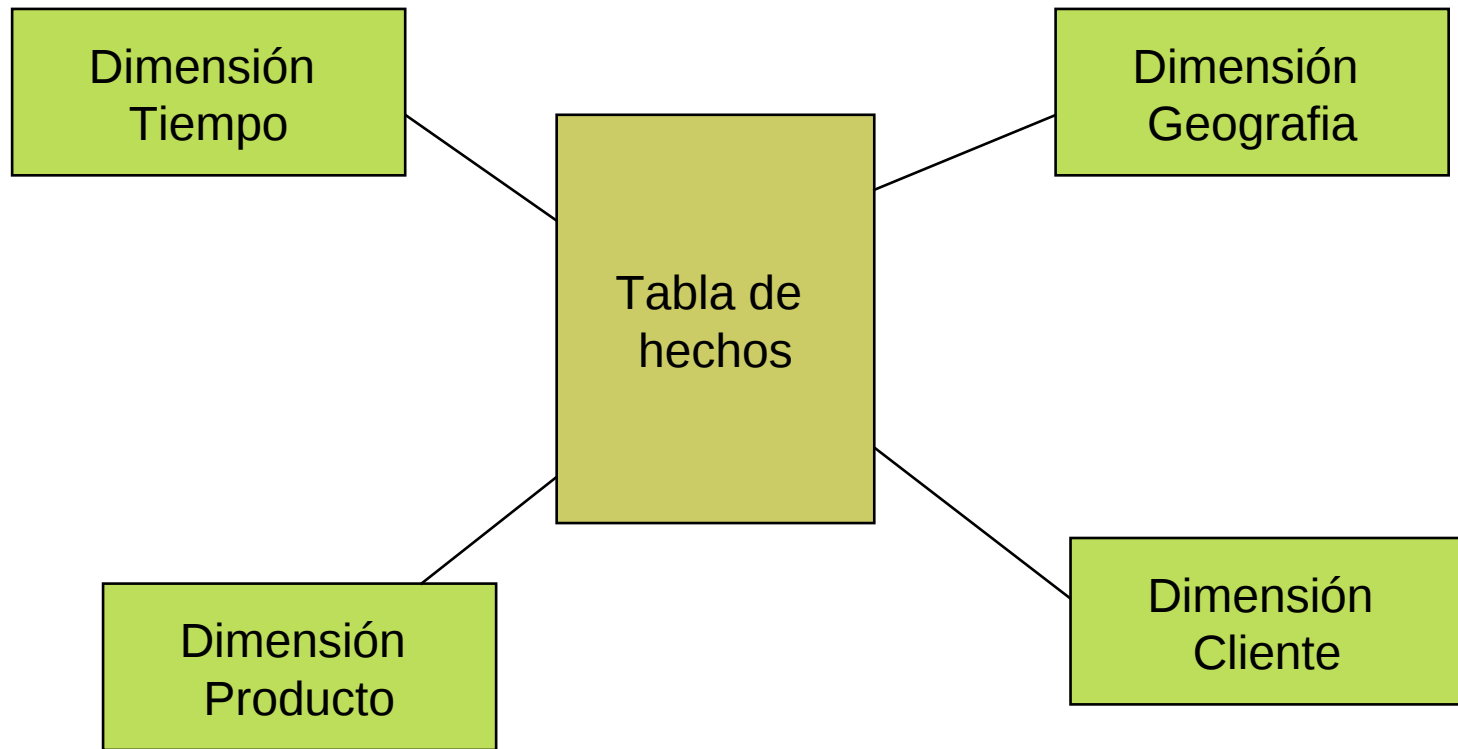 Dimensión
Tiempo
Dimensión
Geografia
Tabla de
hechos
Dimensión
Producto
Dimensión
Cliente